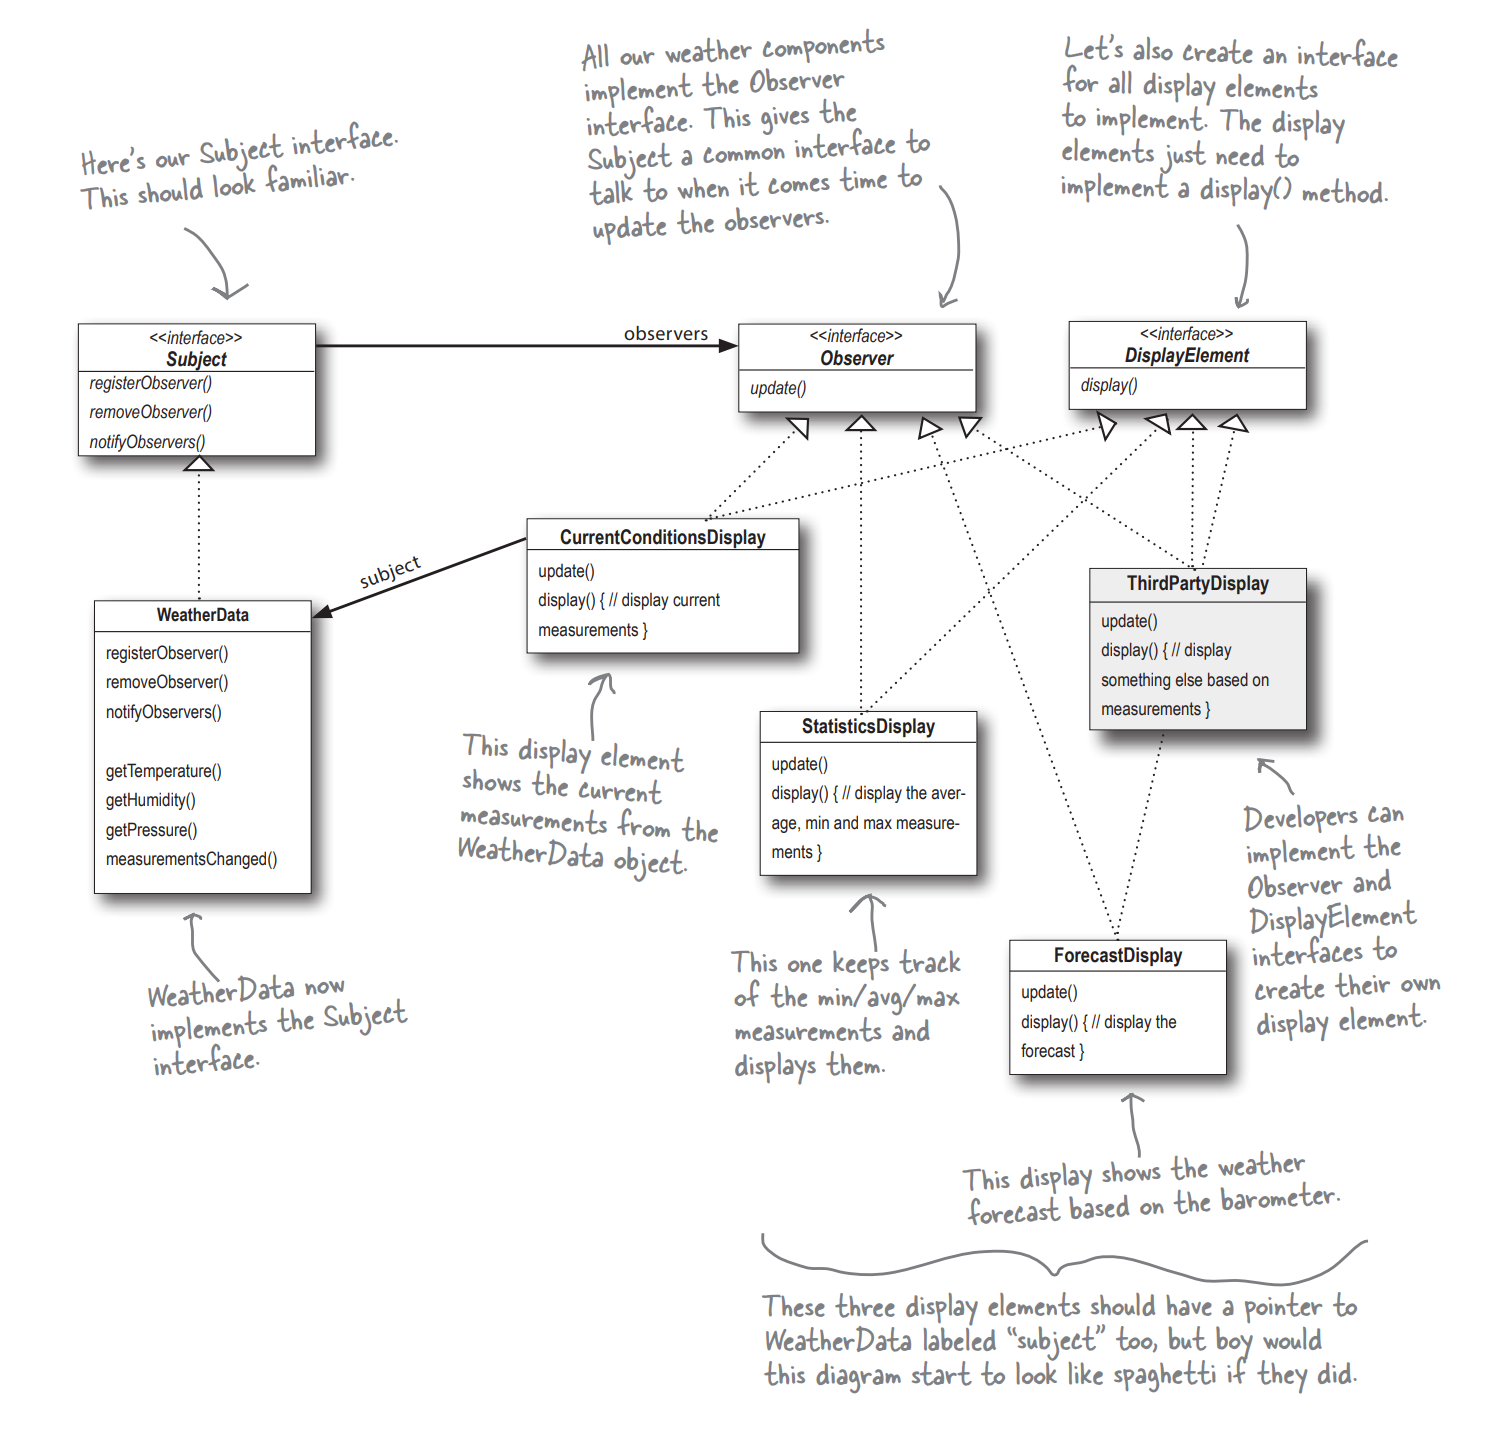 Here's our Subject interface.
This should look familiar.
All our weather components
implement the Observer
interface. This gives the
Subject a common interface to
talk to when it comes time to
update the observers.
Let's also create an interface
for all display elements
to implement. The display
elements just need to
implement a display() method.
<<interface>>
Subject
registerObserver()
removeObserver()
notifyObservers()
observers
<<interface>>
Observer
update()
<<interface>>
DisplayElement
display()
subject
CurrentConditionsDisplay
update()
display() { // display current
measurements }
WeatherData
registerObserver()
removeObserver()
notifyObservers()
getTemperature()
getHumidity()
getPressure()
measurementsChanged()
ThirdPartyDisplay
update()
display() { // display
something else based on
measurements }
StatisticsDisplay
update()
display() { // display the aver-
age, min and max measure-
ments }
This display element
shows the current
measurements from the
WeatherData object.
Developers can
implement the
Observer and
DisplayElement
interfaces to
create their own
display element.
WeatherData now
implements the Subject
interface.
This one keeps track
of the min/avg/max
measurements and
displays them.
ForecastDisplay
update()
display() { // display the
forecast }
This display shows the weather
forecast based on the barometer.
These three display elements should have a pointer to
WeatherData labeled “subject” too, but boy would
this diagram start to look like spaghetti if they did.